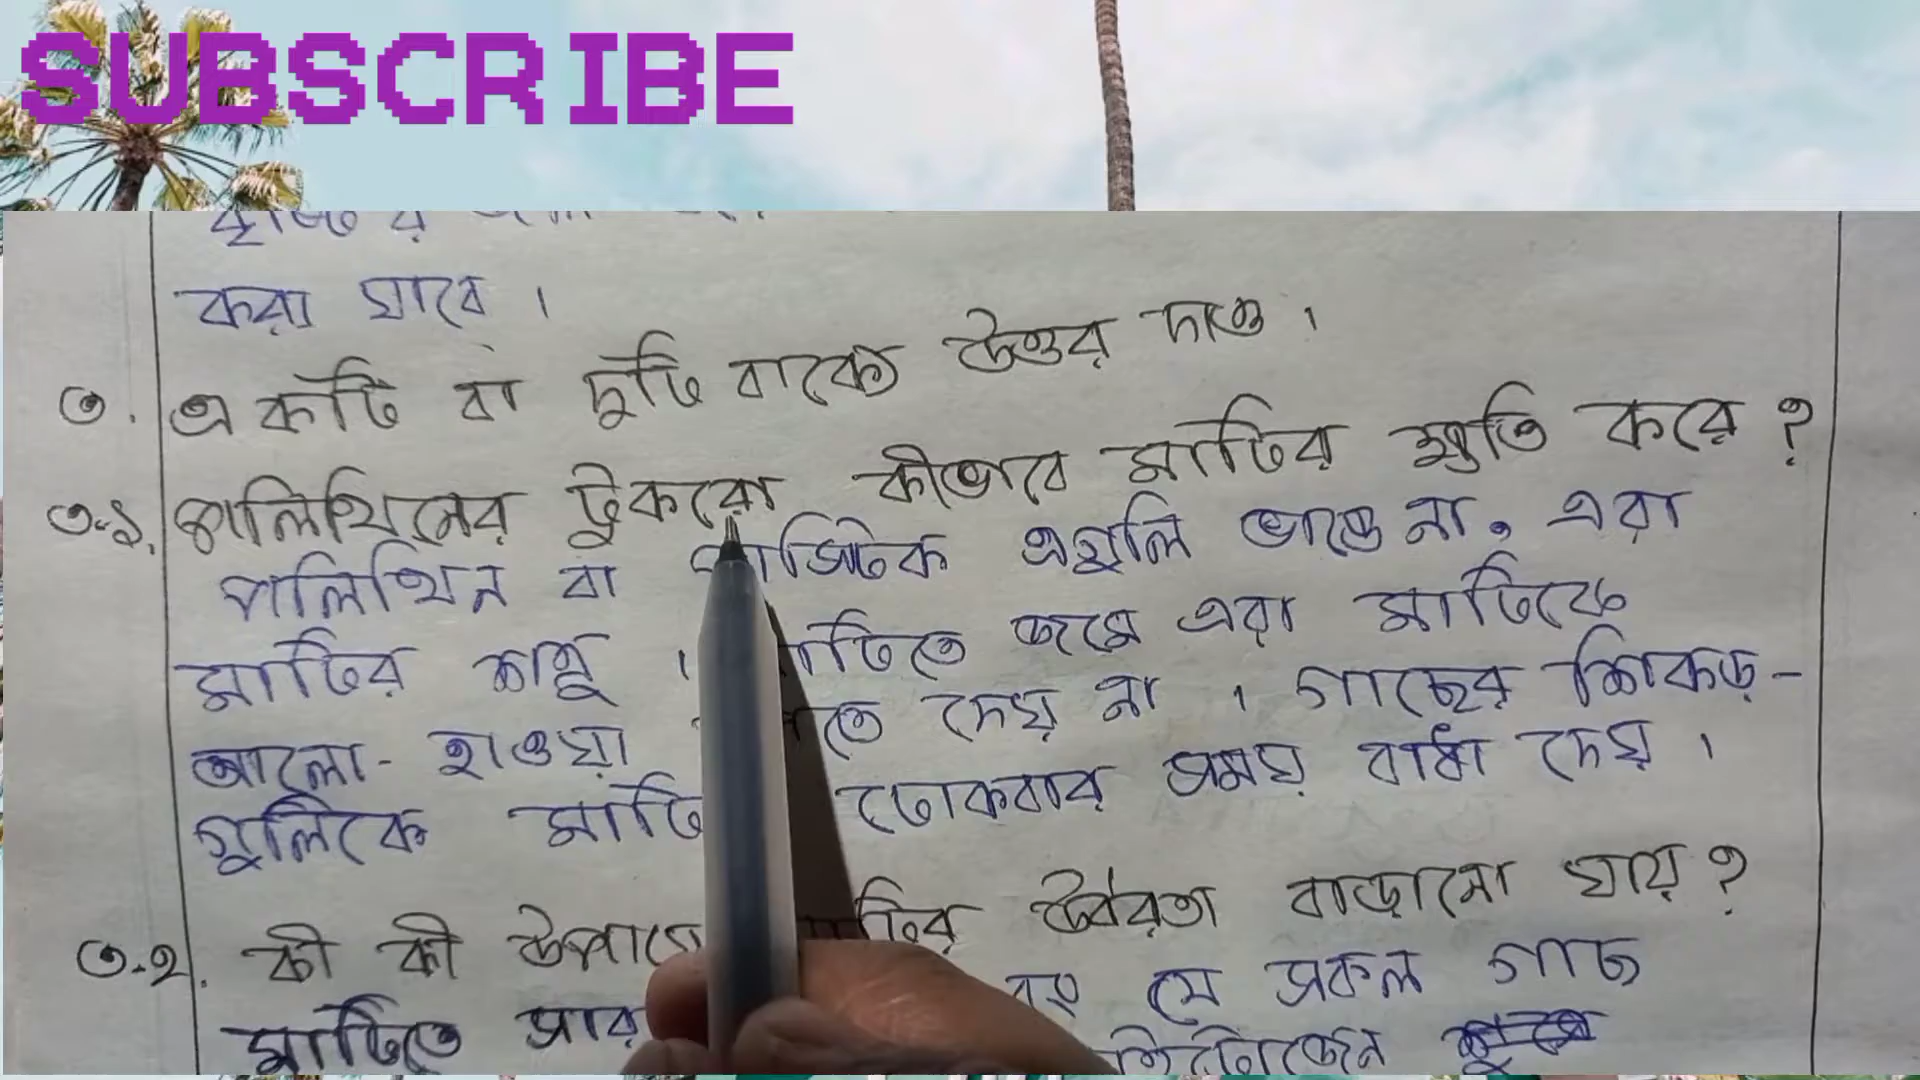 SUBSCRIBE
করা যাবে ।
৩. একটি বা দুটি বাক্যে উত্তর দাও ।
৩.১. পলিথিনের টুকরো কীভাবে মাটির ক্ষতি করে ?
পলিথিন বা এগুলি ভাঙে না, এরা
মাটির শত্রু । জমে এরা মাটিতে
আলো-হাওয়া দেয় না । গাছের শিকড়-
গুলিকে মাটি ঢোকবার সময় বাধা দেয় ।
৩.২. কী কী উপায়ে উর্বরতা বাড়ানো যায় ?
মাটিতে সার যে সকল গাছ